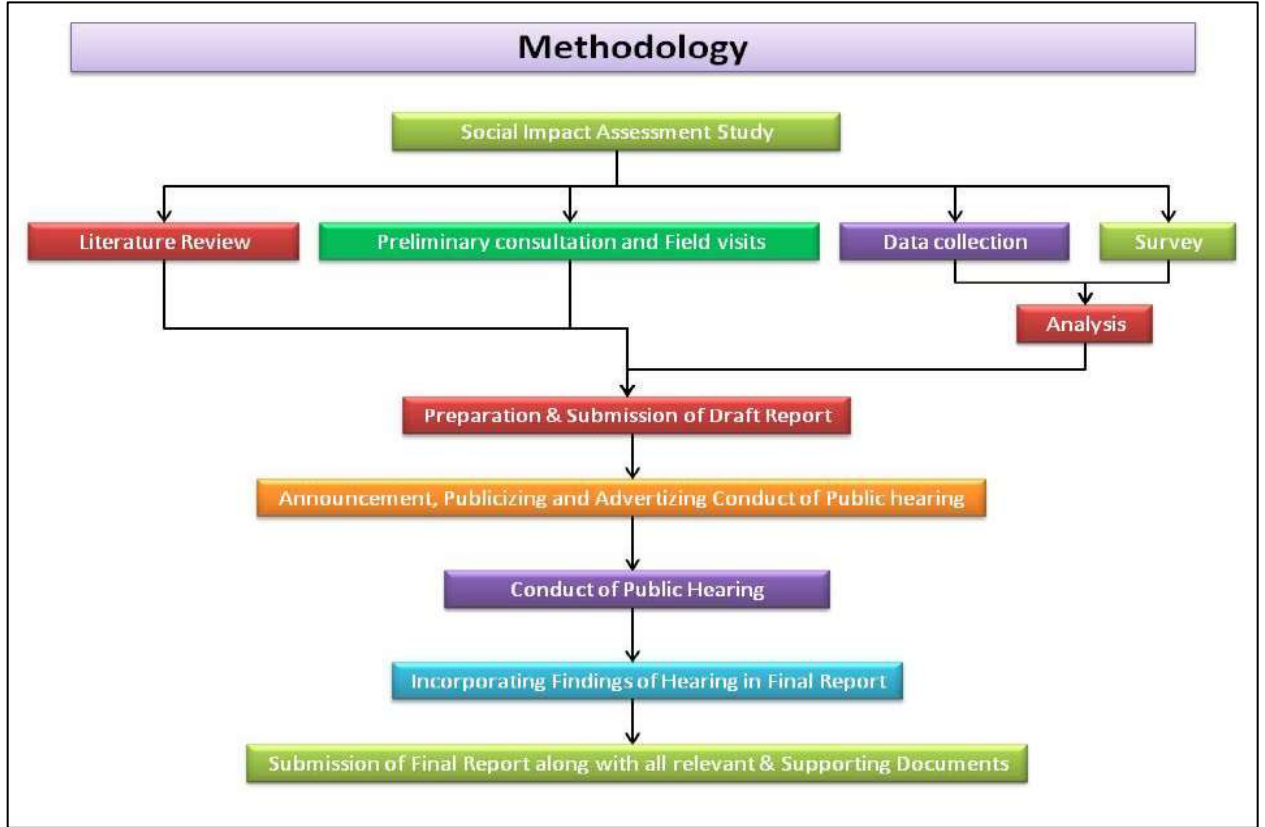 Methodology
Social Impact Assessment Study
Literature Review
Preliminary consultation and Field visits
Data collection
Survey
Analysis
Preparation & Submission of Draft Report
Announcement, Publicizing and Advertizing Conduct of Public hearing
Conduct of Public Hearing
Incorporating Findings of Hearing in Final Report
Submission of Final Report along with all relevant & Supporting Documents